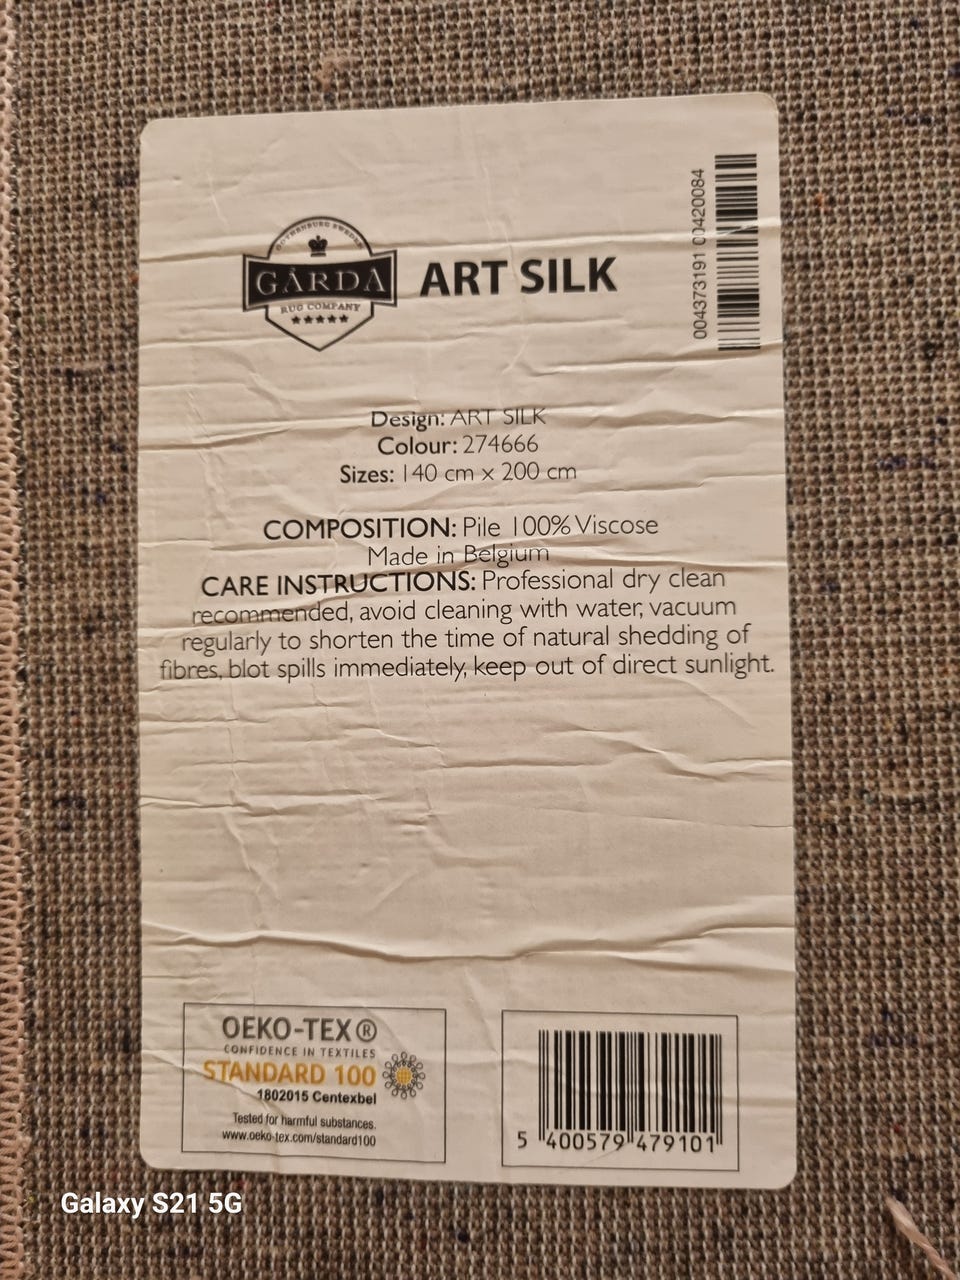 GOTHENBURG SWEDEN
GÅRDA
RUG COMPANY
ART SILK
004373191 00420084
Design: ART SILK
Colour: 274666
Sizes: 140 cm x 200 cm
COMPOSITION: Pile 100% Viscose
Made in Belgium
CARE INSTRUCTIONS: Professional dry clean
recommended, avoid cleaning with water, vacuum
regularly to shorten the time of natural shedding of
fibres, blot spills immediately, keep out of direct sunlight.
OEKO-TEX®
CONFIDENCE IN TEXTILES
STANDARD 100
1802015 Centexbel
Tested for harmful substances.
www.oeko-tex.com/standard100
5 400579 479101
Galaxy S21 5G